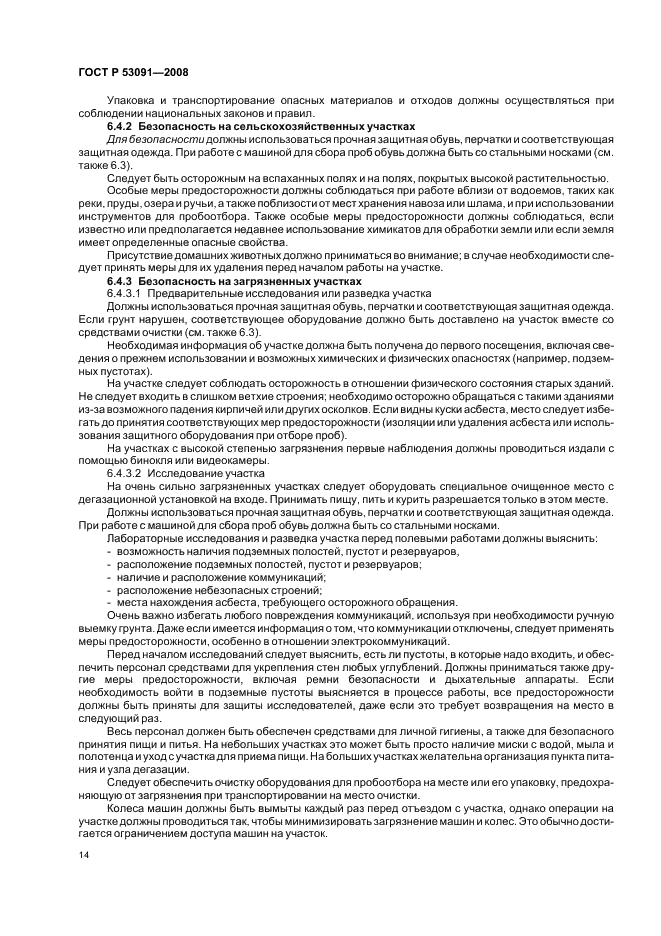 ГОСТ Р 53091—2008
Упаковка и транспортирование опасных материалов и отходов должны осуществляться при
соблюдении национальных законов и правил.
6.4.2 Безопасность на сельскохозяйственных участках
Для безопасности должны использоваться прочная защитная обувь, перчатки и соответствующая
защитная одежда. При работе с машиной для сбора проб обувь должна быть со стальными носками (см.
также 6.3).
Следует быть осторожным на вспаханных полях и на полях, покрытых высокой растительностью.
Особые меры предосторожности должны соблюдаться при работе вблизи от водоемов, таких как
реки, пруды, озера и ручьи, а также поблизости от мест хранения навоза или шлама, и при использовании
инструментов для пробоотбора. Также особые меры предосторожности должны соблюдаться, если
известно или предполагается недавнее использование химикатов для обработки земли или если земля
имеет определенные опасные свойства.
Присутствие домашних животных должно приниматься во внимание; в случае необходимости сле-
дует принять меры для их удаления перед началом работы на участке.
6.4.3 Безопасность на загрязненных участках
6.4.3.1 Предварительные исследования или разведка участка
Должны использоваться прочная защитная обувь, перчатки и соответствующая защитная одежда.
Если грунт нарушен, соответствующее оборудование должно быть доставлено на участок вместе со
средствами очистки (см. также 6.3).
Необходимая информация об участке должна быть получена до первого посещения, включая све-
дения о прежнем использовании и возможных химических и физических опасностях (например, подзем-
ных пустотах).
На участке следует соблюдать осторожность в отношении физического состояния старых зданий.
Не следует входить в слишком ветхие строения; необходимо осторожно обращаться с такими зданиями
из-за возможного падения кирпичей или других осколков. Если видны куски асбеста, место следует избе-
гать до принятия соответствующих мер предосторожности (изоляции или удаления асбеста или исполь-
зования защитного оборудования при отборе проб).
На участках с высокой степенью загрязнения первые наблюдения должны проводиться издали с
помощью бинокля или видеокамеры.
6.4.3.2 Исследование участка
На очень сильно загрязненных участках следует оборудовать специальное очищенное место с
дегазационной установкой на входе. Принимать пищу, пить и курить разрешается только в этом месте.
Должны использоваться прочная защитная обувь, перчатки и соответствующая защитная одежда.
При работе с машиной для сбора проб обувь должна быть со стальными носками.
Лабораторные исследования и разведка участка перед полевыми работами должны выяснить:
- возможность наличия подземных полостей, пустот и резервуаров,
- расположение подземных полостей, пустот и резервуаров;
- наличие и расположение коммуникаций;
- расположение небезопасных строений;
- места нахождения асбеста, требующего осторожного обращения.
Очень важно избегать любого повреждения коммуникаций, используя при необходимости ручную
выемку грунта. Даже если имеется информация о том, что коммуникации отключены, следует применять
меры предосторожности, особенно в отношении электрокоммуникаций.
Перед началом исследований следует выяснить, есть ли пустоты, в которые надо входить, и обес-
печить персонал средствами для укрепления стен любых углублений. Должны приниматься также дру-
гие меры предосторожности, включая ремни безопасности и дыхательные аппараты. Если
необходимость войти в подземные пустоты выясняется в процессе работы, все предосторожности
должны быть приняты для защиты исследователей, даже если это требует возвращения на место в
следующий раз.
Весь персонал должен быть обеспечен средствами для личной гигиены, а также для безопасного
принятия пищи и питья. На небольших участках это может быть просто наличие миски с водой, мыла и
полотенца и уход с участка для приема пищи. На больших участках желательна организация пункта пита-
ния и узла дегазации.
Следует обеспечить очистку оборудования для пробоотбора на месте или его упаковку, предохра-
няющую от загрязнения при транспортировании на место очистки.
Колеса машин должны быть вымыты каждый раз перед отъездом с участка, однако операции на
участке должны проводиться так, чтобы минимизировать загрязнение машин и колес. Это обычно дости-
гается ограничением доступа машин на участок.
14